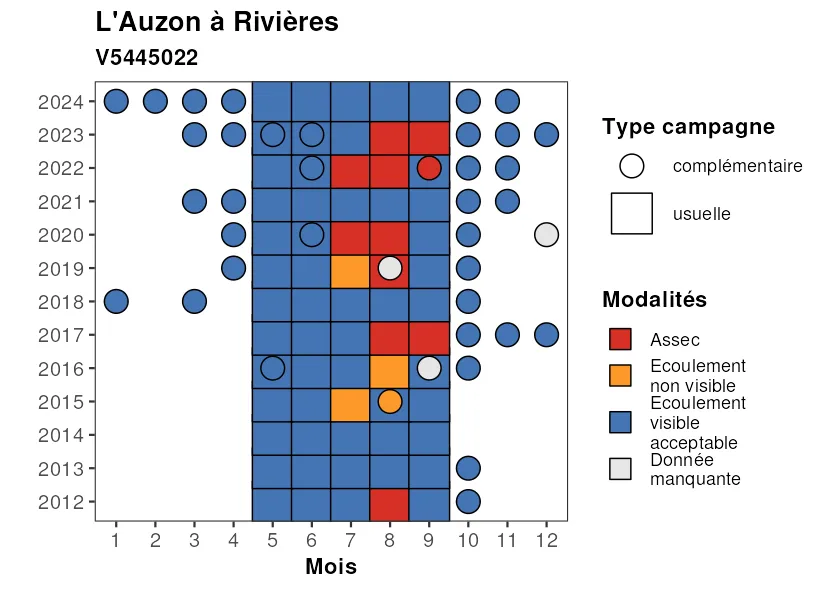 L'Auzon à Rivières
V5445022
2024
2023
2022
2021
2020
2019
2018
2017
2016
2015
2014
2013
2012
1 2 3 4 5 6 7 8 9 10 11 12
Mois
Type campagne
complémentaire
usuelle
Modalités
Assec
Ecoulement
non visible
Ecoulement
visible
acceptable
Donnée
manquante